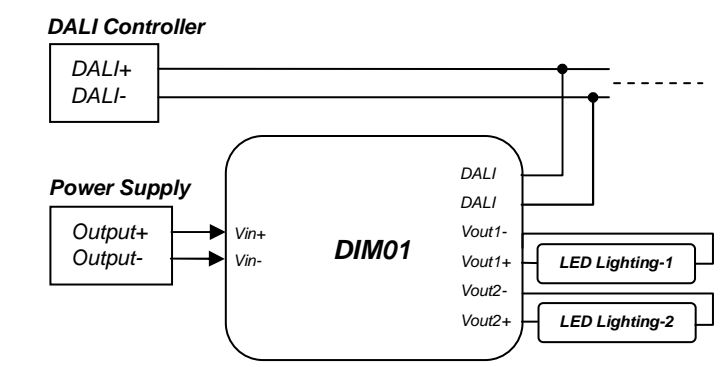 DALI Controller
DALI+
DALI-
Power Supply
Output+
Output-
Vin+
Vin-
DIM01
DALI
DALI
Vout1-
Vout1+
Vout2-
Vout2+
LED Lighting-1
LED Lighting-2